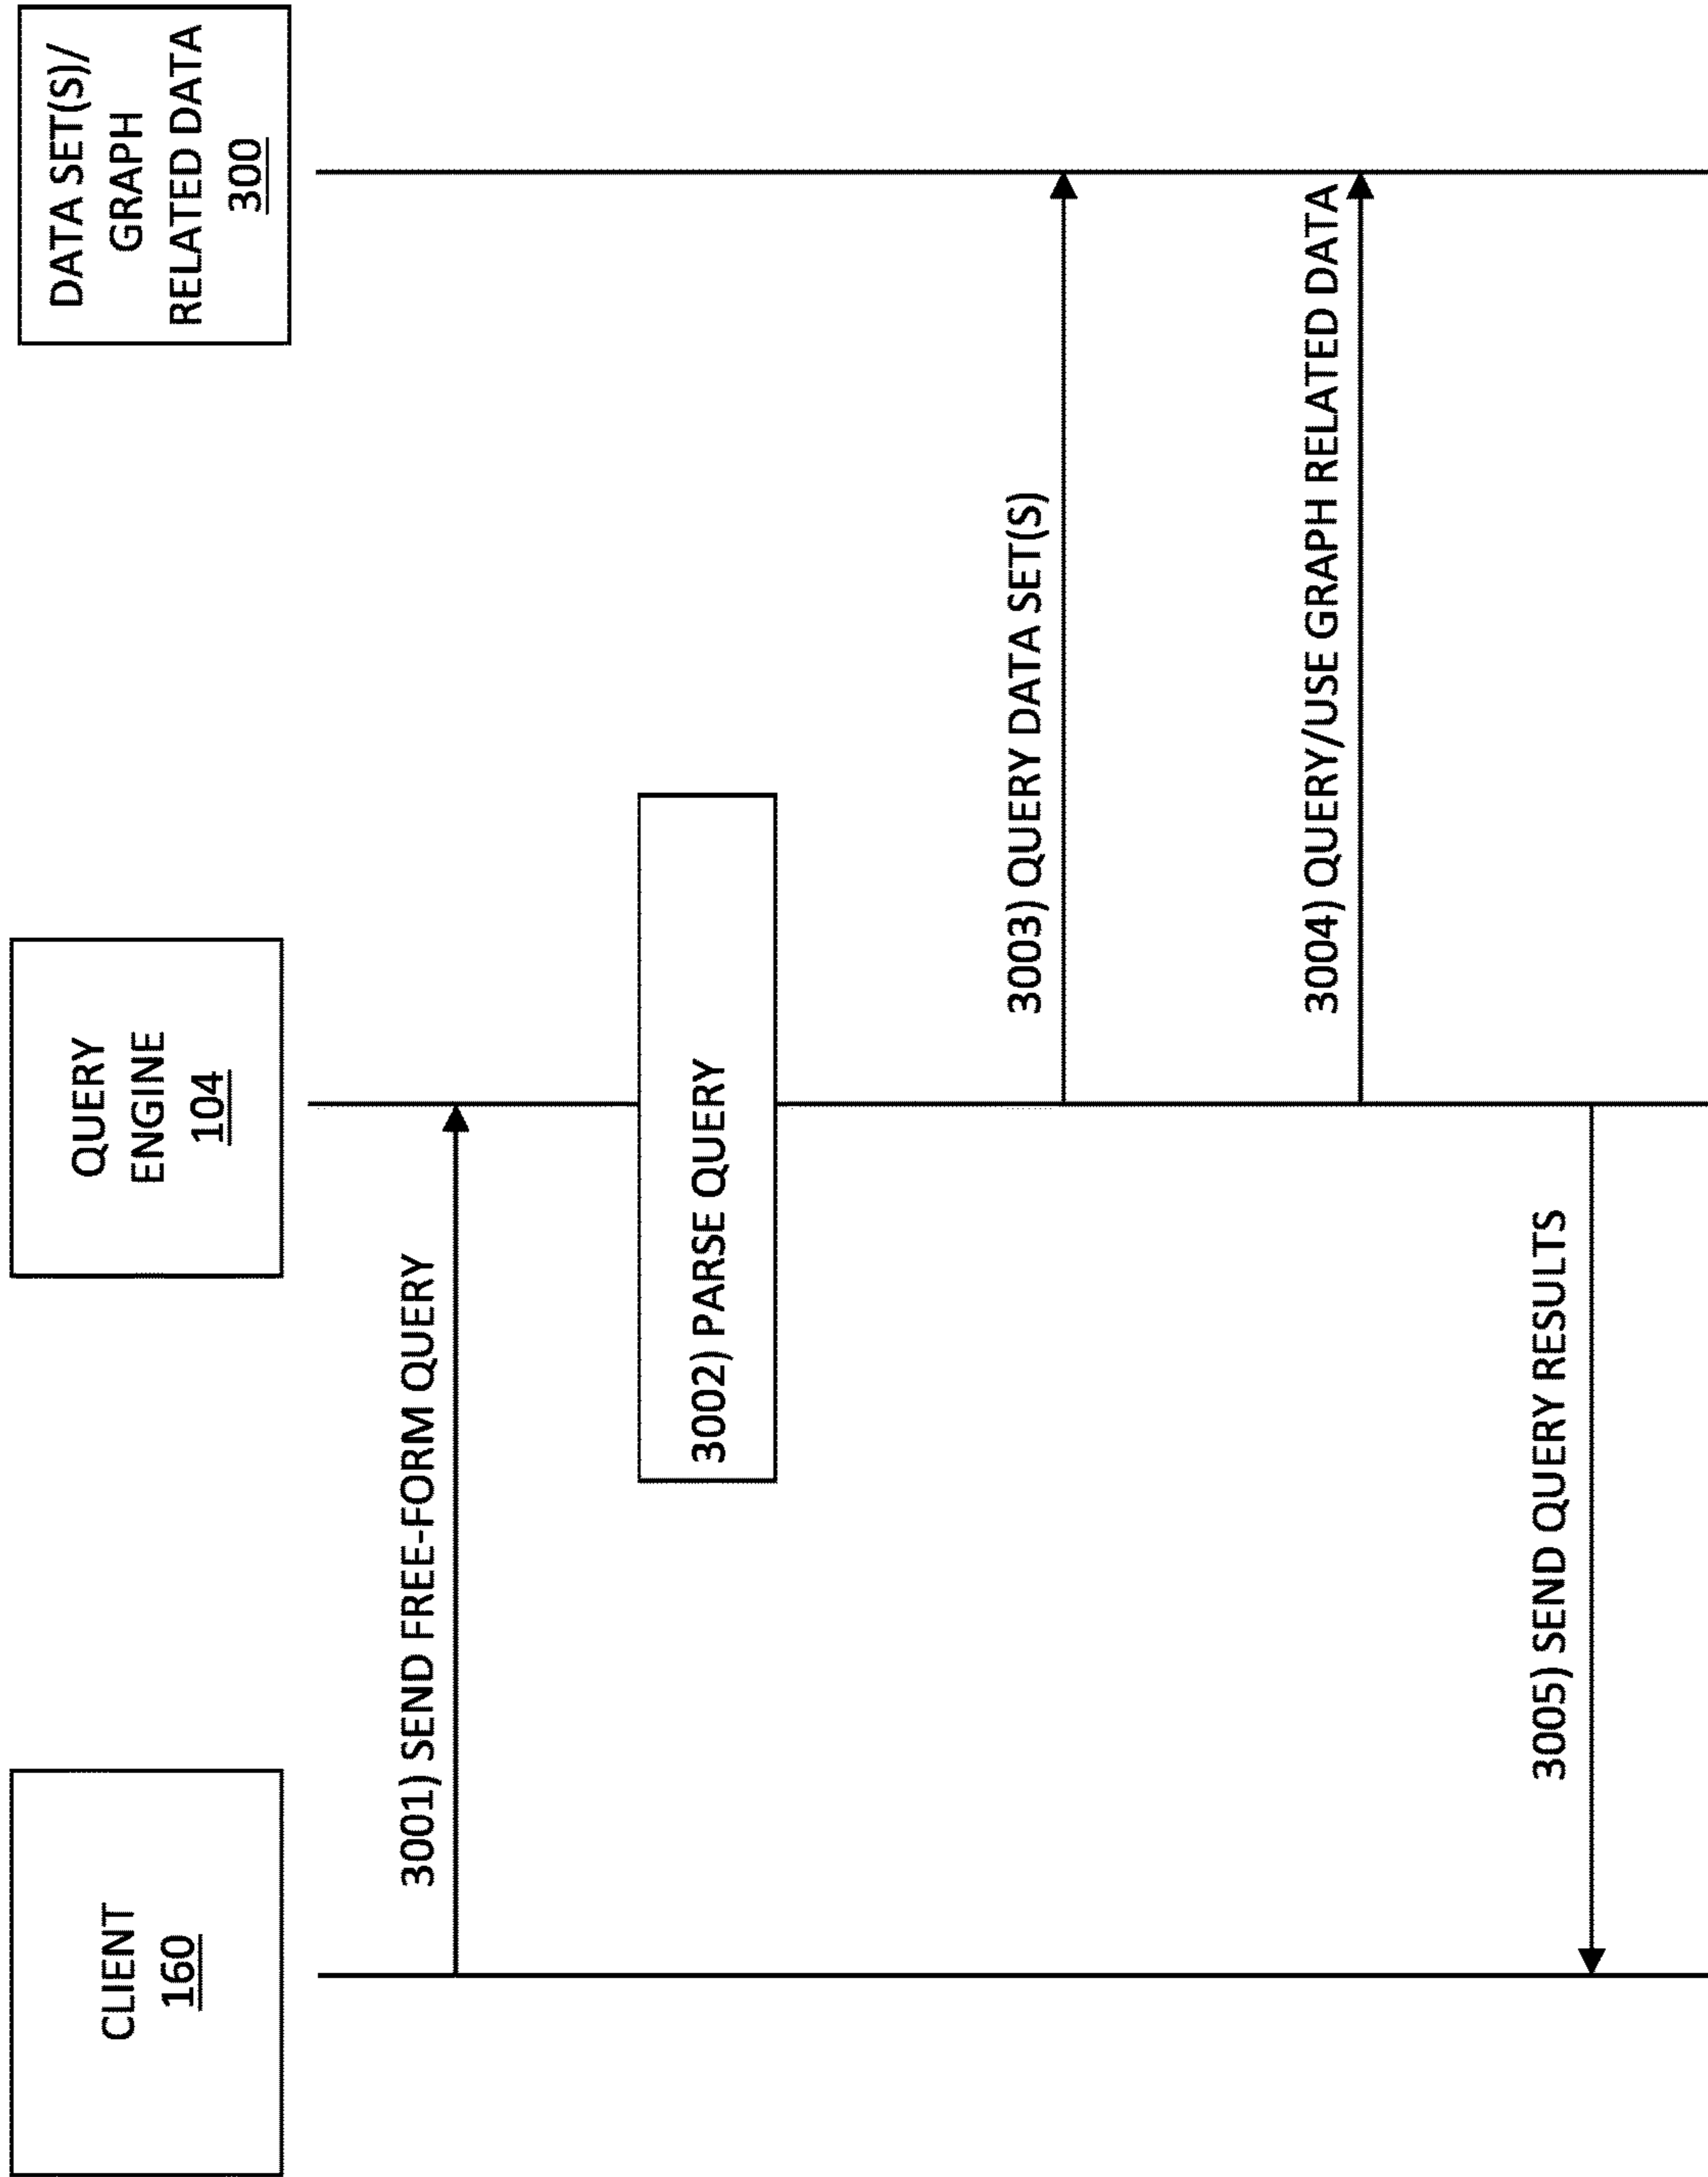 CLIENT
160
QUERY
ENGINE
104
DATA SET(S)/
GRAPH
RELATED DATA
300
3001) SEND FREE-FORM QUERY
3002) PARSE QUERY
3003) QUERY DATA SET(S)
3004) QUERY/USE GRAPH RELATED DATA
3005) SEND QUERY RESULTS